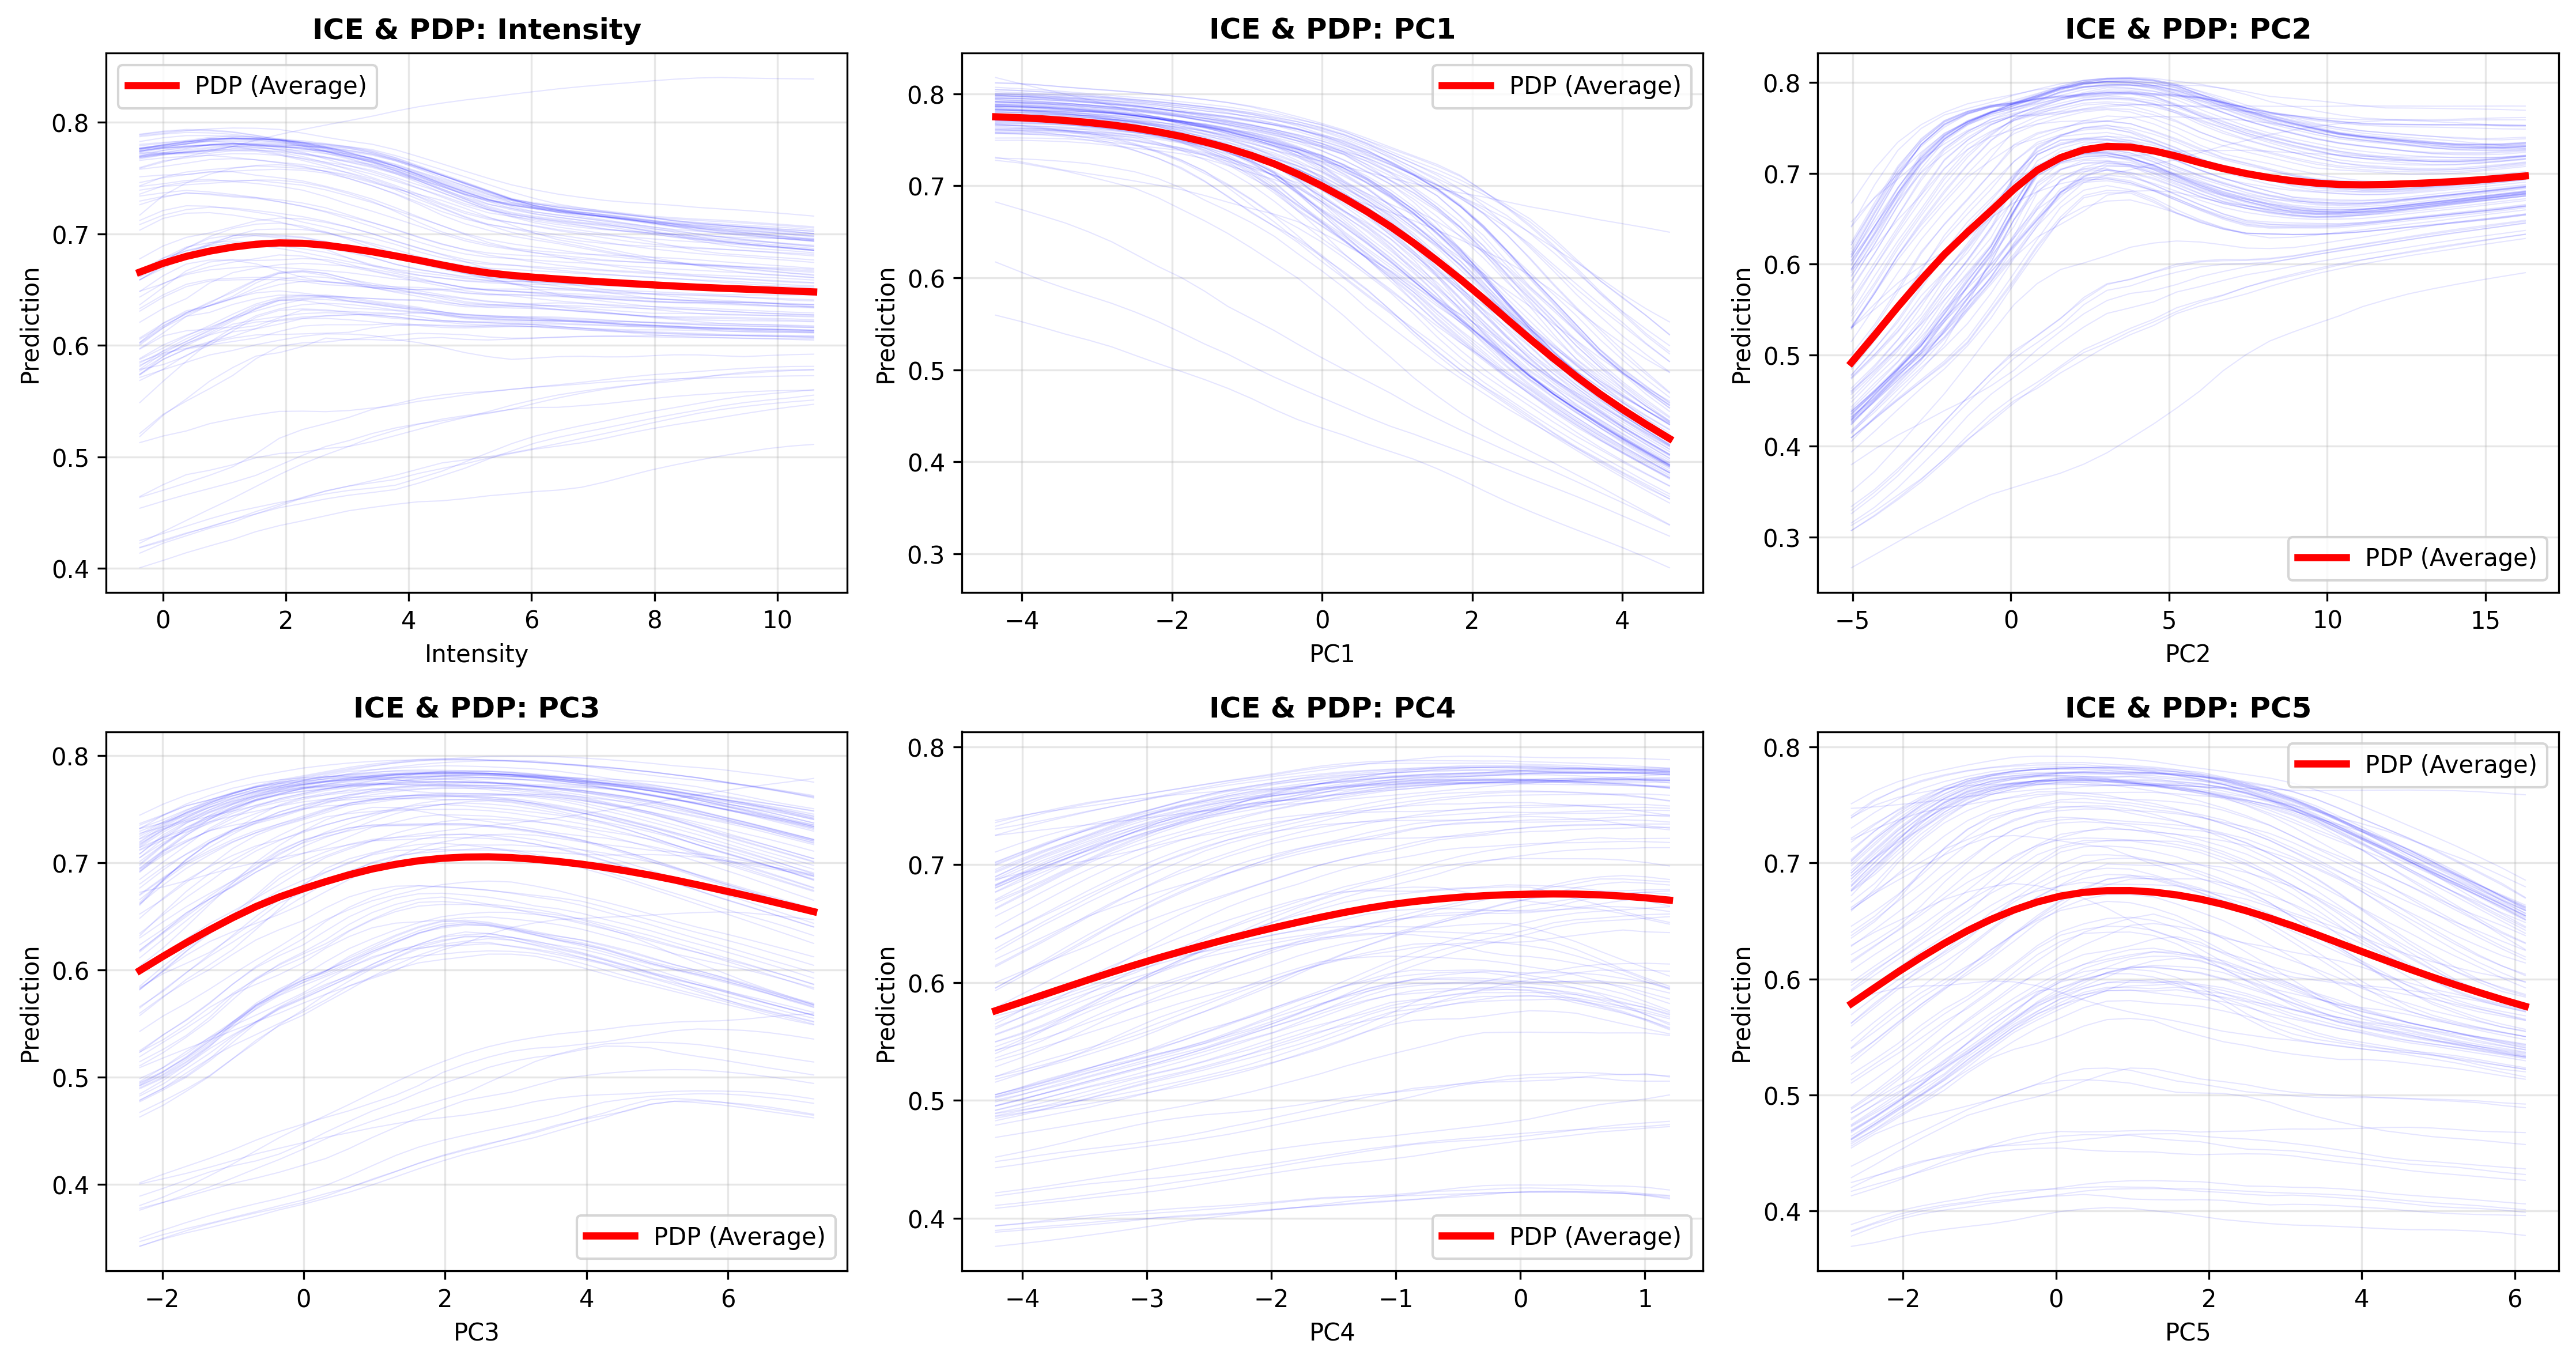 ICE & PDP: Intensity
PDP (Average)
0.8
0.7
0.6
0.5
0.4
Prediction
0 2 4 6 8 10
Intensity
ICE & PDP: PC1
PDP (Average)
0.8
0.7
0.6
0.5
0.4
0.3
Prediction
−4 −2 0 2 4
PC1
ICE & PDP: PC2
0.8
0.7
0.6
0.5
0.4
0.3
Prediction
PDP (Average)
−5 0 5 10 15
PC2
ICE & PDP: PC3
0.8
0.7
0.6
0.5
0.4
Prediction
PDP (Average)
−2 0 2 4 6
PC3
ICE & PDP: PC4
0.8
0.7
0.6
0.5
0.4
Prediction
PDP (Average)
−4 −3 −2 −1 0 1
PC4
ICE & PDP: PC5
PDP (Average)
0.8
0.7
0.6
0.5
0.4
Prediction
−2 0 2 4 6
PC5